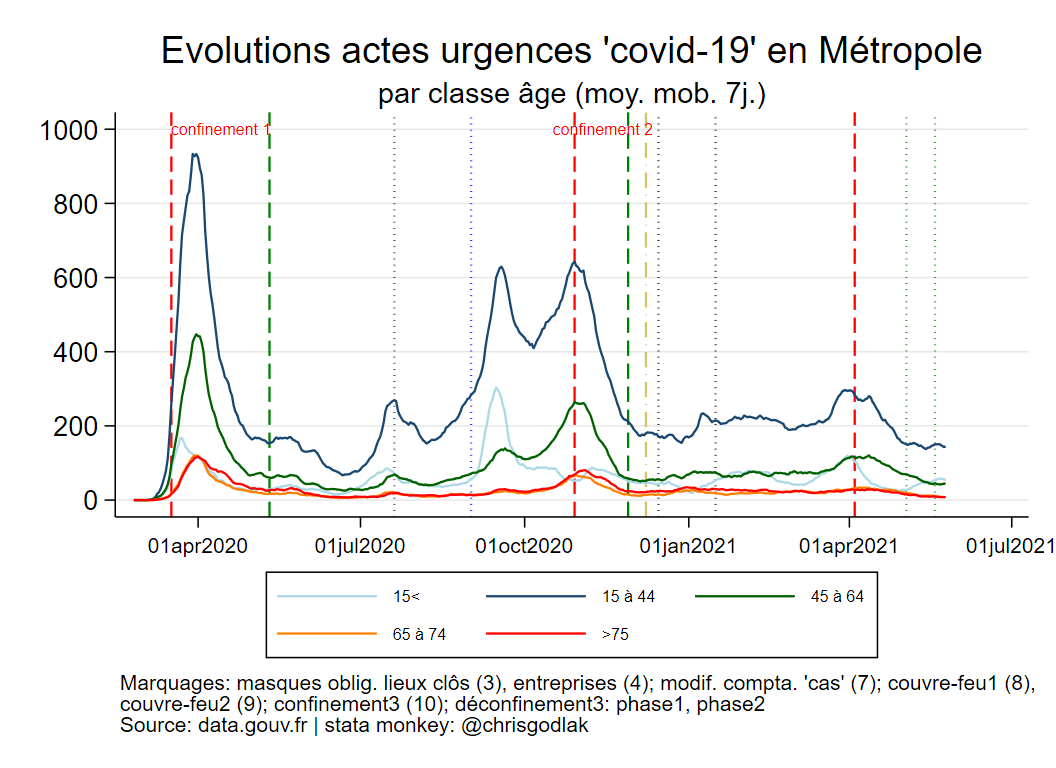 Evolutions actes urgences 'covid-19' en Métropole
par classe âge (moy. mob. 7j.)
confinement 1
confinement 2
1000
800
600
400
200
0
01apr2020
01jul2020
01oct2020
01jan2021
01apr2021
01jul2021
15<
15 à 44
45 à 64
65 à 74
>75
Marquages: masques oblig. lieux clôs (3), entreprises (4); modif. compta. 'cas' (7); couvre-feu1 (8),
couvre-feu2 (9); confinement3 (10); déconfinement3: phase1, phase2
Source: data.gouv.fr | stata monkey: @chrisgodlak